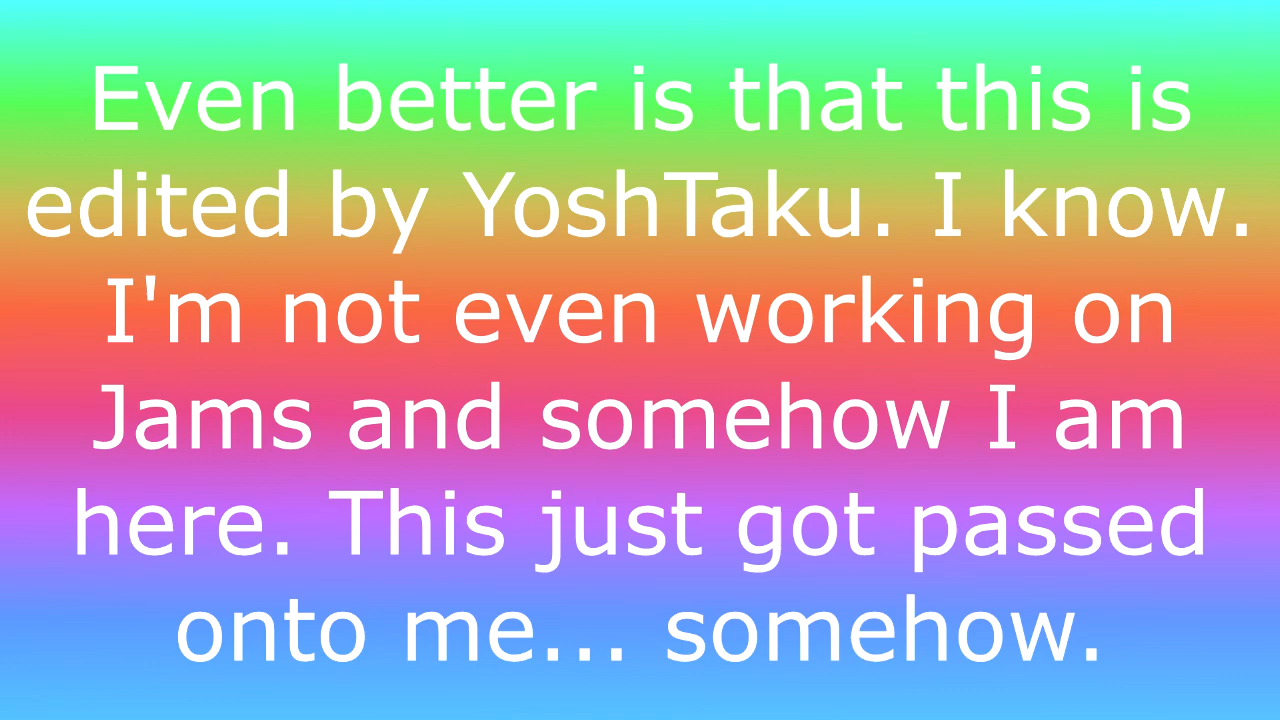 Even better is that this is
edited by YoshTaku. I know.
I'm not even working on
Jams and somehow I am
here. This just got passed
onto me... somehow.